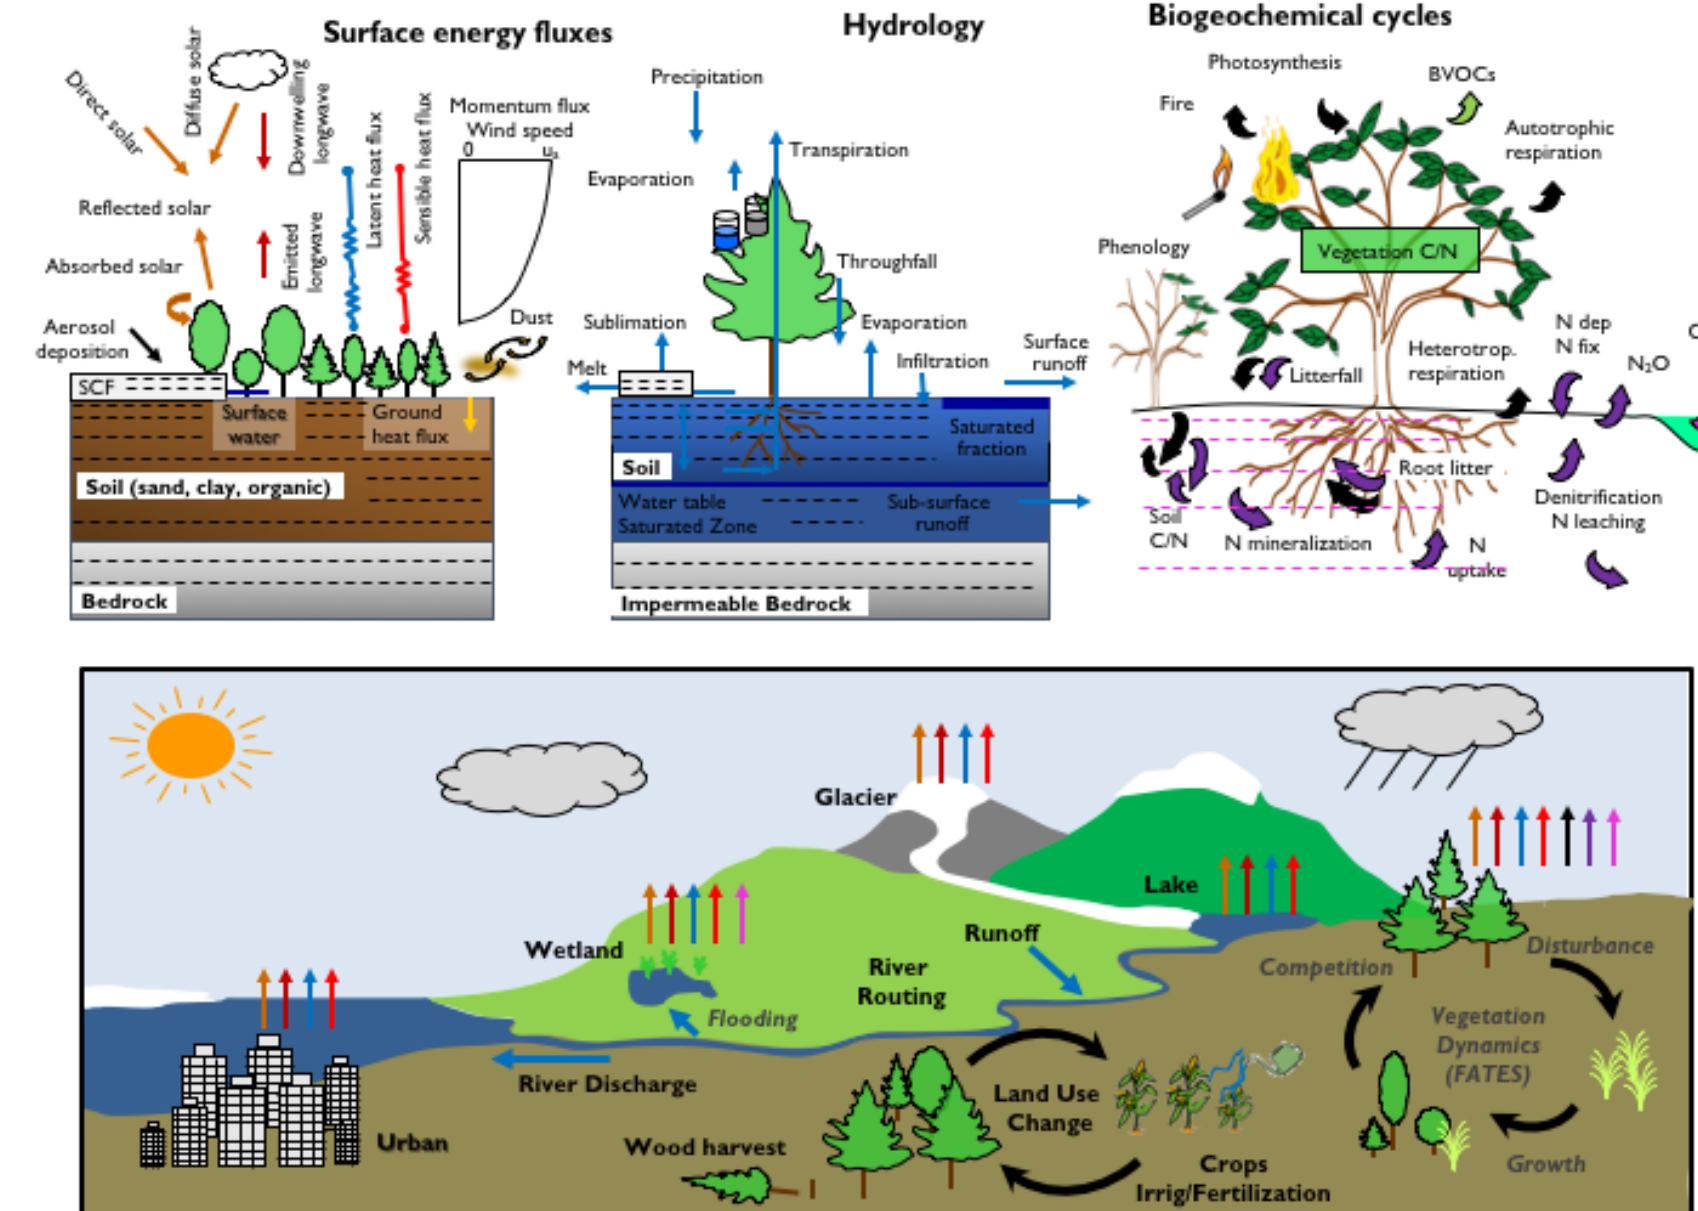 Surface energy fluxes
Direct solar
Diffuse solar
Downwelling
longwave
Latent heat flux
Sensible heat flux
Momentum flux
Wind speed
0
Reflected solar
Absorbed solar
Emitted
longwave
Aerosol
deposition
Dust
SCF
Surface
water
Ground
heat flux
Soil (sand, clay, organic)
Bedrock
Hydrology
Precipitation
Transpiration
Evaporation
Throughfall
Sublimation
Evaporation
Melt
Infiltration
Surface
runoff
Saturated
fraction
Soil
Water table
Saturated Zone
Sub-surface
runoff
Impermeable Bedrock
Biogeochemical cycles
Photosynthesis
BVOCs
Fire
Autotrophic
respiration
Phenology
Vegetation C/N
Heterotrop.
respiration
N dep
N fix
N₂O
Litterfall
Root litter
Soil
C/N
N mineralization
N
uptake
Denitrification
N leaching
Glacier
Lake
Wetland
Runoff
River
Routing
Flooding
River Discharge
Urban
Wood harvest
Land Use
Change
Crops
Irrig/Fertilization
Competition
Disturbance
Vegetation
Dynamics
(FATES)
Growth